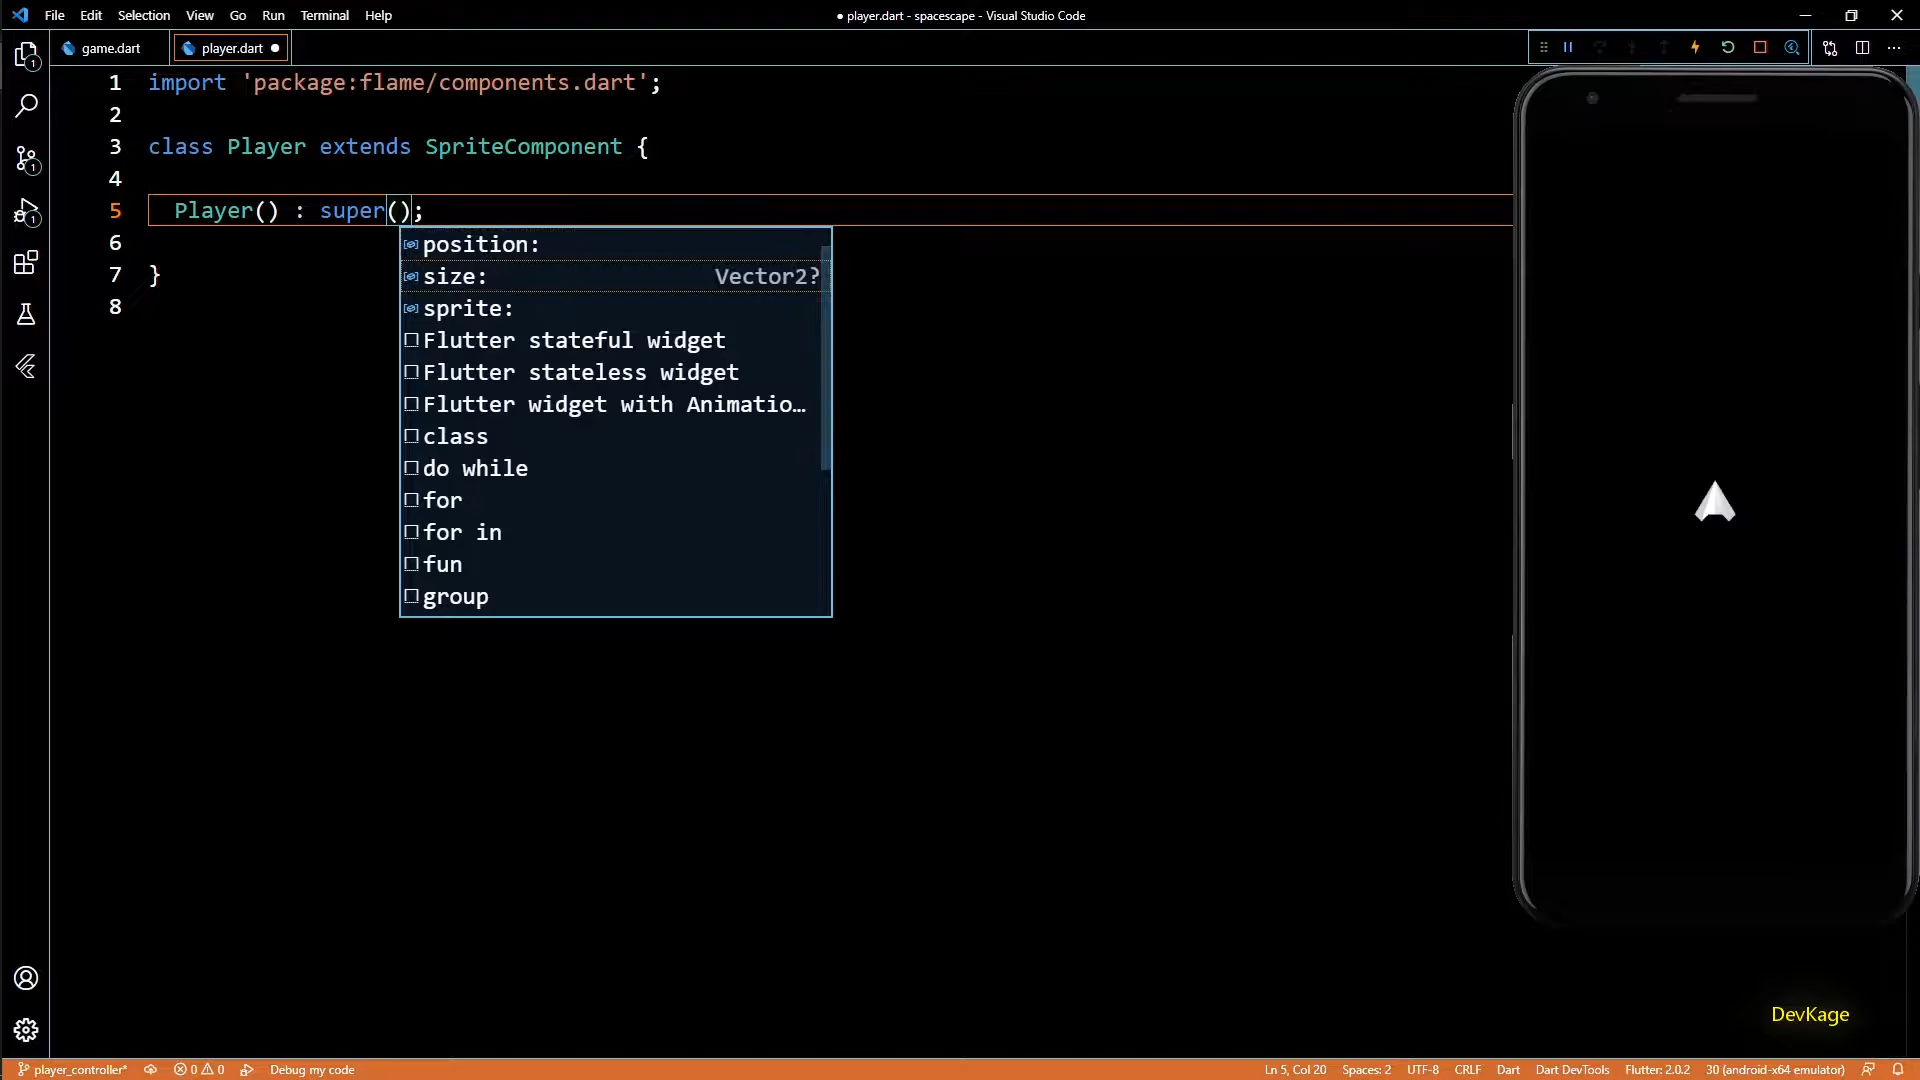 File Edit Selection View Go Run Terminal Help
● player.dart - spacescape - Visual Studio Code
game.dart
player.dart ●
1 import 'package:flame/components.dart';
2
3 class Player extends SpriteComponent {
4
5 Player() : super();
6
7 }
8
position:
size: Vector2?
sprite:
Flutter stateful widget
Flutter stateless widget
Flutter widget with Animatio…
class
do while
for
for in
fun
group
1
1
1
DevKage
player_controller* 0 0 Debug my code
Ln 5, Col 20 Spaces: 2 UTF-8 CRLF Dart Dart DevTools Flutter: 2.0.2 30 (android-x64 emulator)